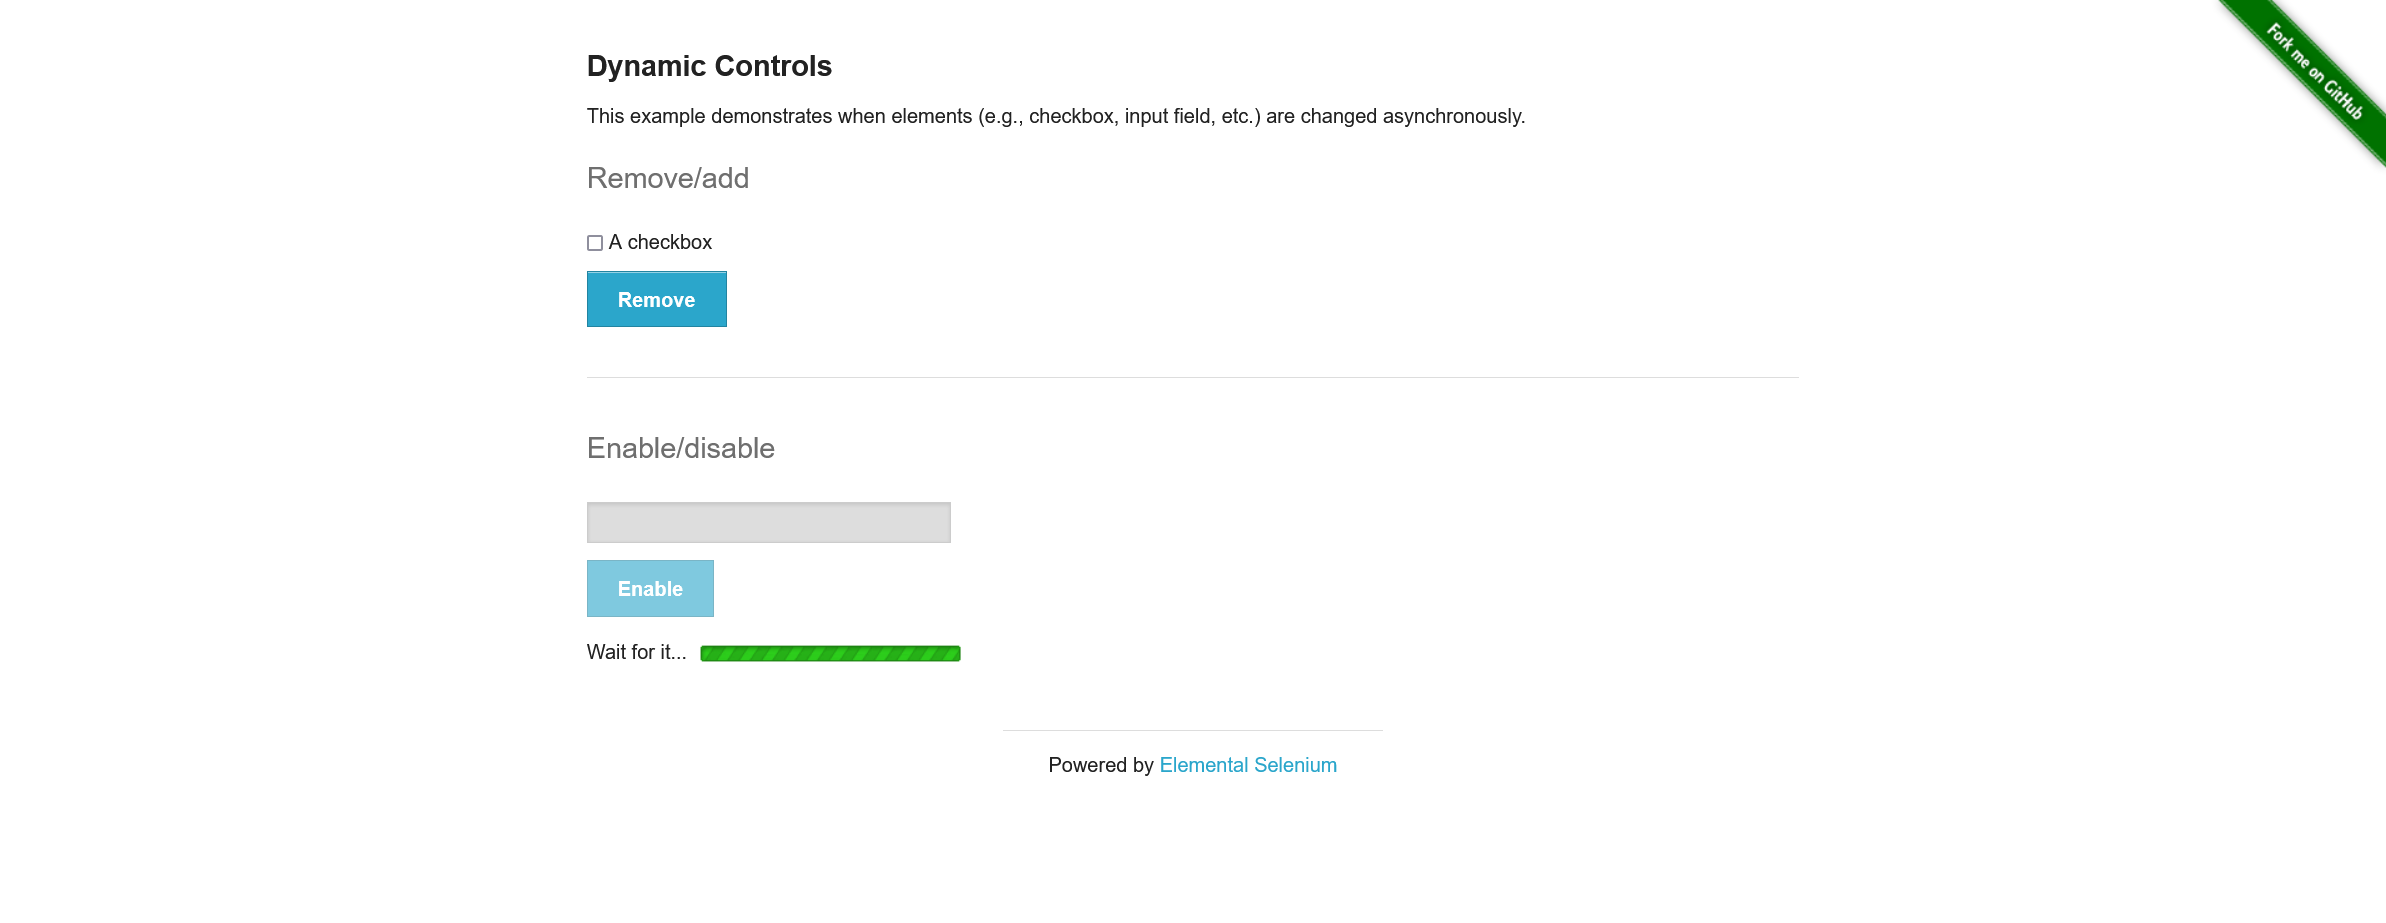 Fork me on GitHub
Dynamic Controls
This example demonstrates when elements (e.g., checkbox, input field, etc.) are changed asynchronously.
Remove/add
A checkbox
Remove
Enable/disable
Enable
Wait for it...
Powered by Elemental Selenium